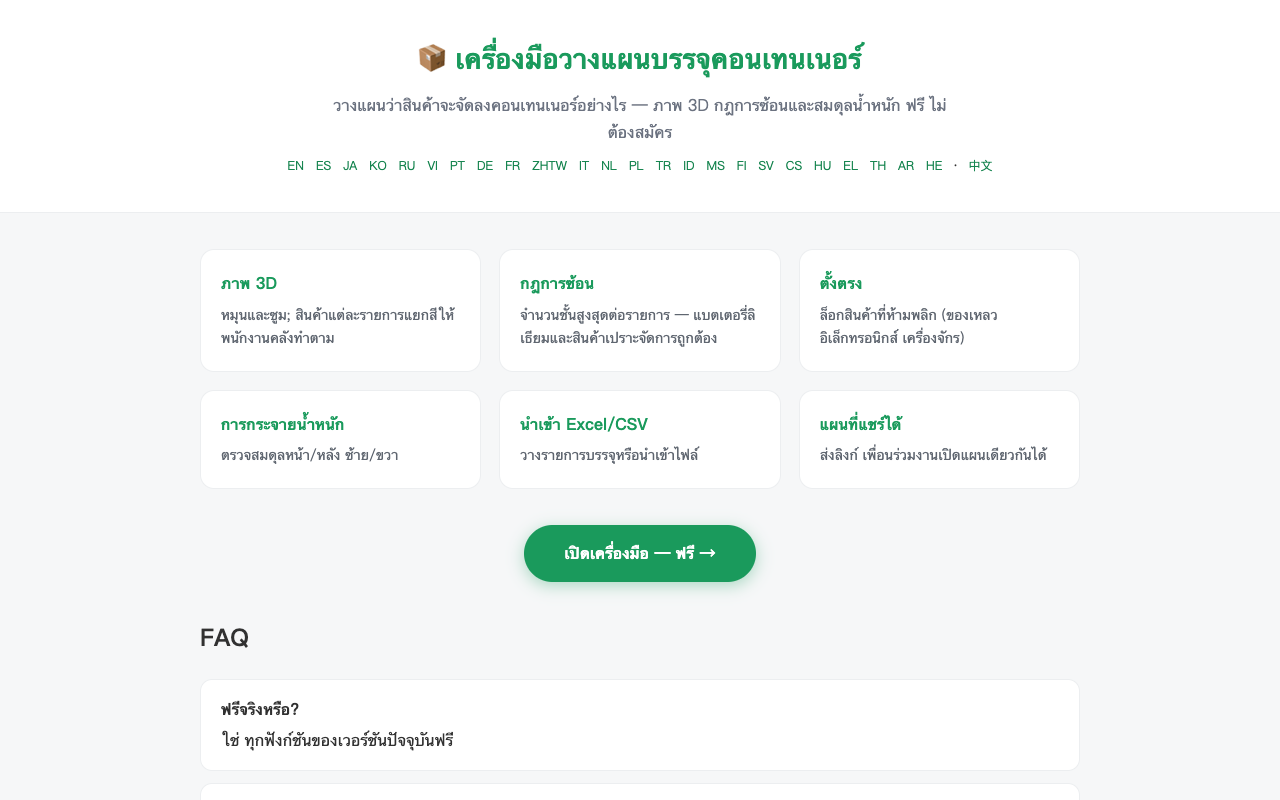 📦 เครื่องมือวางแผนบรรจุคอนเทนเนอร์
วางแผนว่าสินค้าจะจัดลงคอนเทนเนอร์อย่างไร — ภาพ 3D กฎการซ้อนและสมดุลน้ำหนัก ฟรี ไม่
ต้องสมัคร
EN ES JA KO RU VI PT DE FR ZHTW IT NL PL TR ID MS FI SV CS HU EL TH AR HE · 中文
ภาพ 3D
หมุนและซูม; สินค้าแต่ละรายการแยกสีให้
พนักงานคลังทำตาม
กฎการซ้อน
จำนวนชั้นสูงสุดต่อรายการ — แบตเตอรี่ลิ
เธียมและสินค้าเปราะจัดการถูกต้อง
ตั้งตรง
ล็อกสินค้าที่ห้ามพลิก (ของเหลว
อิเล็กทรอนิกส์ เครื่องจักร)
การกระจายน้ำหนัก
ตรวจสมดุลหน้า/หลัง ซ้าย/ขวา
นำเข้า Excel/CSV
วางรายการบรรจุหรือนำเข้าไฟล์
แผนที่แชร์ได้
ส่งลิงก์ เพื่อนร่วมงานเปิดแผนเดียวกันได้
เปิดเครื่องมือ — ฟรี →
FAQ
ฟรีจริงหรือ?
ใช่ ทุกฟังก์ชันของเวอร์ชันปัจจุบันฟรี